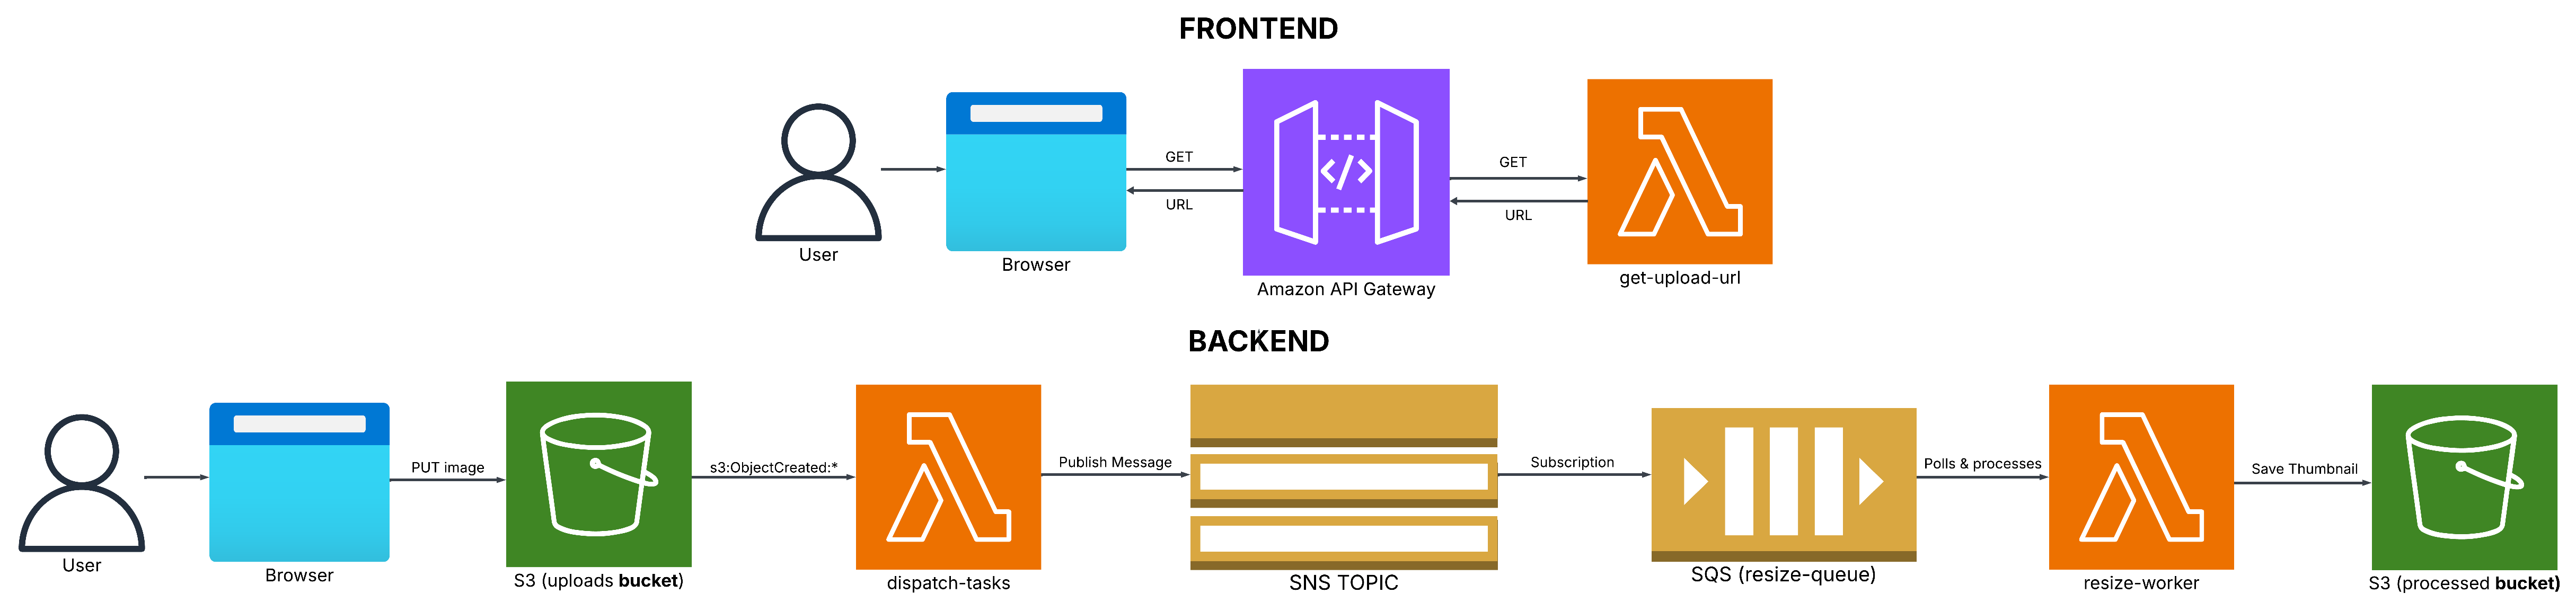 FRONTEND
GET
GET
URL
URL
User
Browser
Amazon API Gateway
get-upload-url
BACKEND
PUT image
s3:ObjectCreated:*
Publish Message
Subscription
Polls & processes
Save Thumbnail
User
Browser
S3 (uploads bucket)
dispatch-tasks
SNS TOPIC
SQS (resize-queue)
resize-worker
S3 (processed bucket)